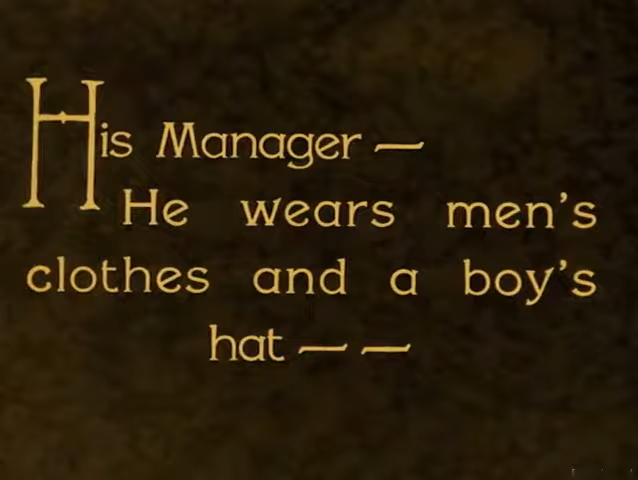 His Manager —
He wears men's
clothes and a boy's
hat — —